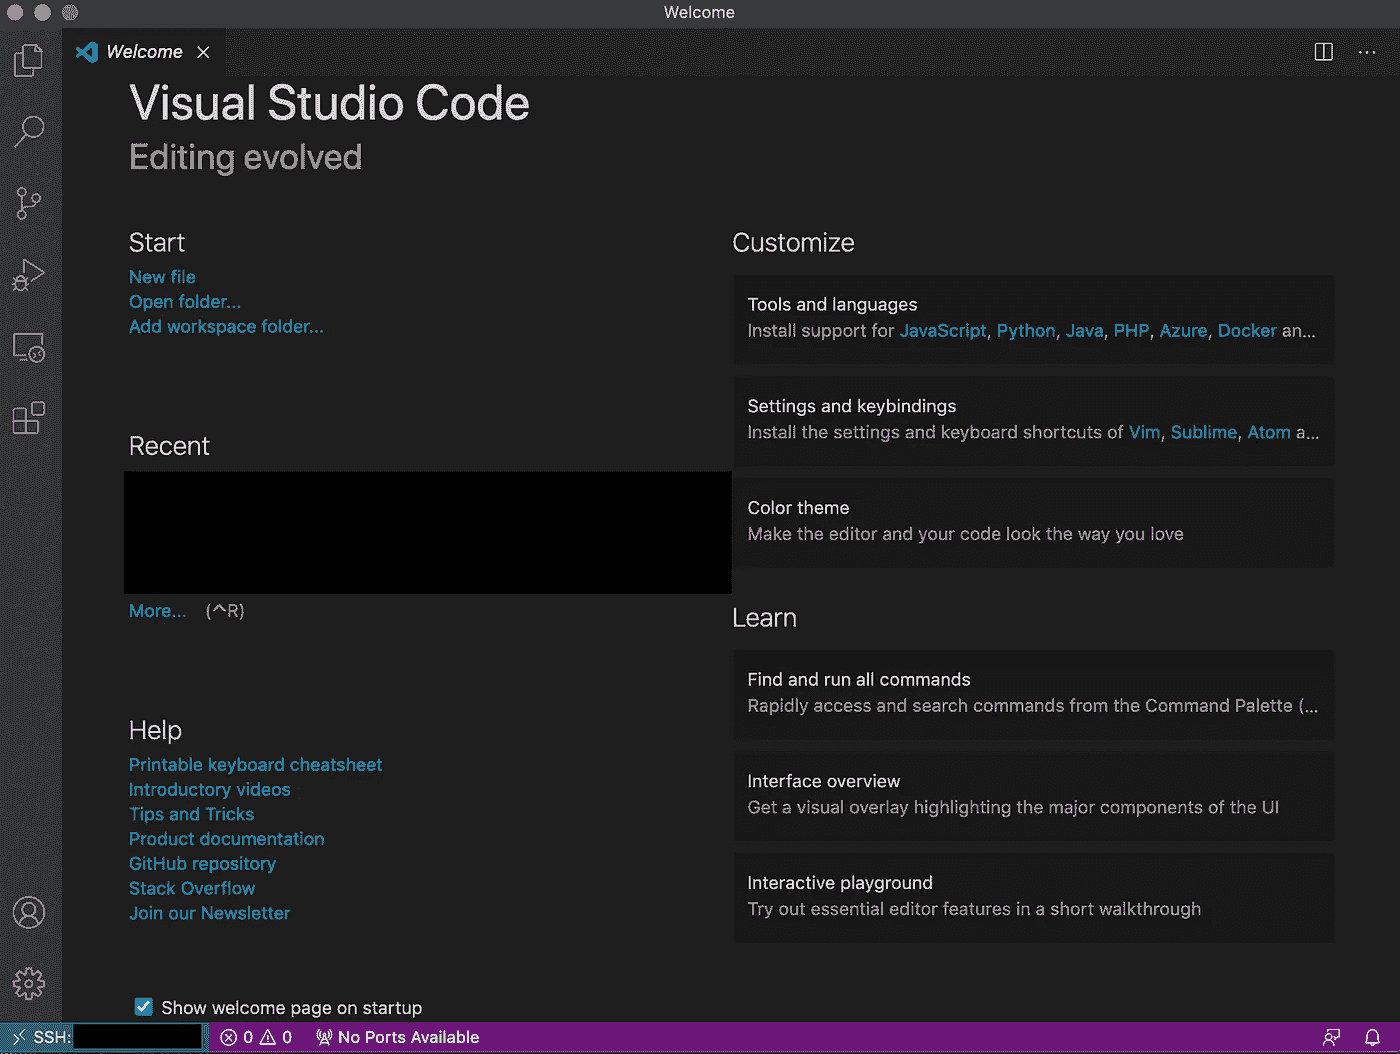 Welcome
Welcome
Visual Studio Code
Editing evolved
Start
New file
Open folder...
Add workspace folder...
Recent
More... (^R)
Help
Printable keyboard cheatsheet
Introductory videos
Tips and Tricks
Product documentation
GitHub repository
Stack Overflow
Join our Newsletter
Show welcome page on startup
Customize
Tools and languages
Install support for JavaScript, Python, Java, PHP, Azure, Docker an...
Settings and keybindings
Install the settings and keyboard shortcuts of Vim, Sublime, Atom a...
Color theme
Make the editor and your code look the way you love
Learn
Find and run all commands
Rapidly access and search commands from the Command Palette (...
Interface overview
Get a visual overlay highlighting the major components of the UI
Interactive playground
Try out essential editor features in a short walkthrough
SSH: 0 0 No Ports Available